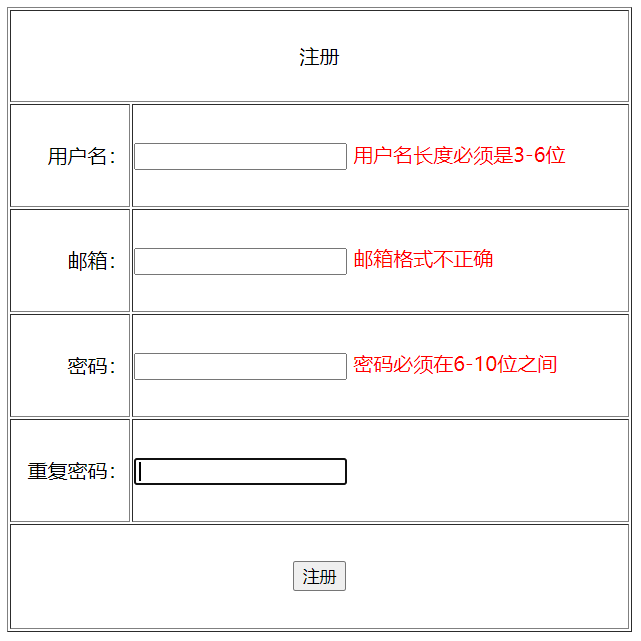 注册
用户名： 用户名长度必须是3-6位
邮箱： 邮箱格式不正确
密码： 密码必须在6-10位之间
重复密码：
注册